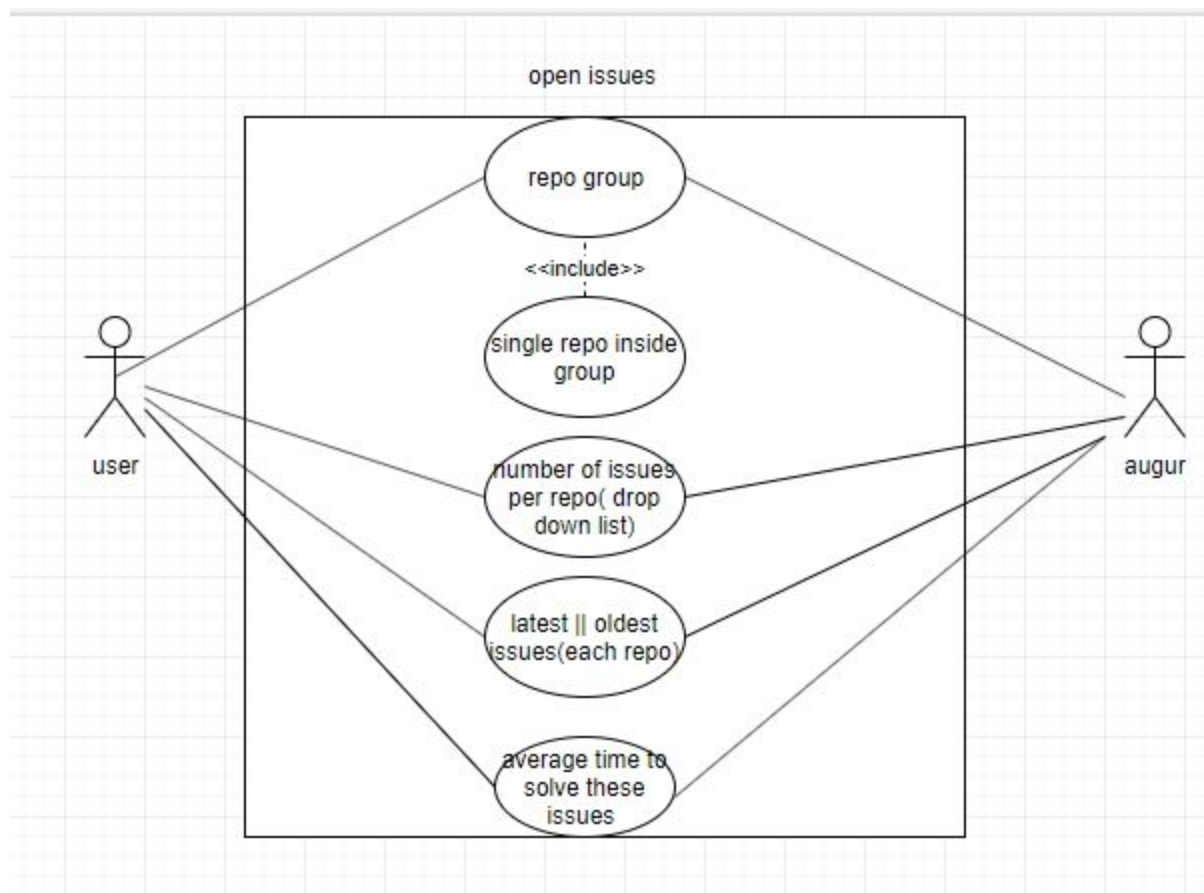 open issues
repo group
<<include>>
single repo inside
group
user
augur
number of issues
per repo( drop
down list)
latest || oldest
issues(each repo)
average time to
solve these
issues